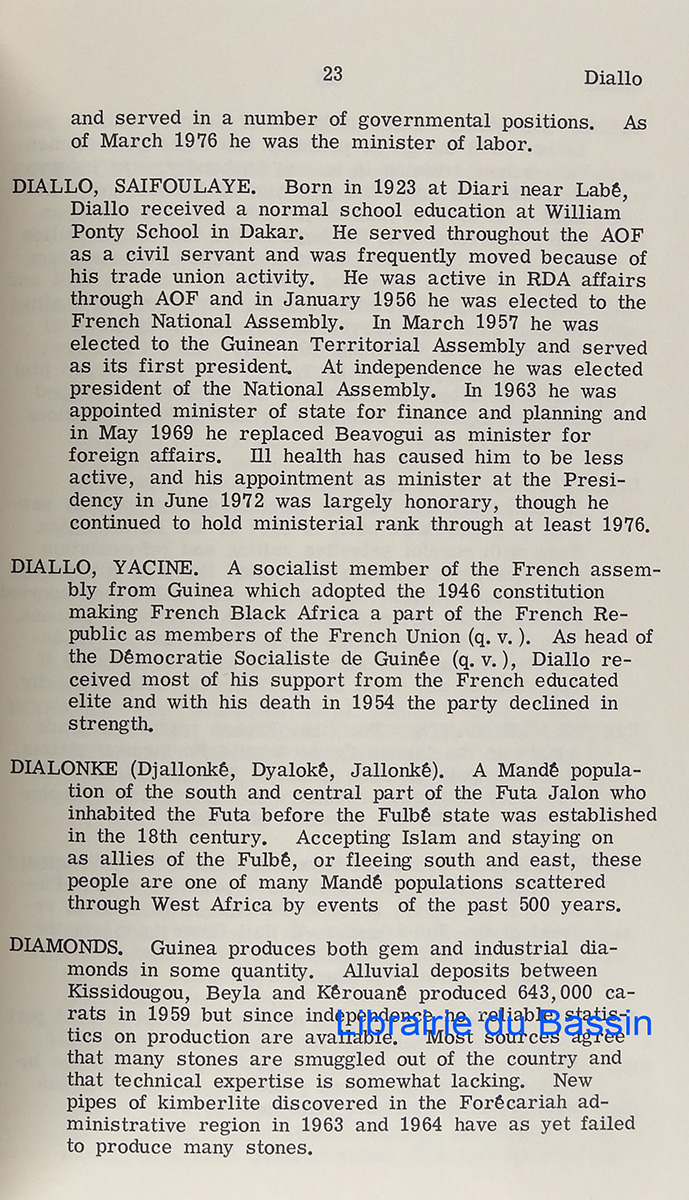 23
Diallo
and served in a number of governmental positions. As
of March 1976 he was the minister of labor.
DIALLO, SAIFOULAYE. Born in 1923 at Diari near Labé,
Diallo received a normal school education at William
Ponty School in Dakar. He served throughout the AOF
as a civil servant and was frequently moved because of
his trade union activity. He was active in RDA affairs
through AOF and in January 1956 he was elected to the
French National Assembly. In March 1957 he was
elected to the Guinean Territorial Assembly and served
as its first president. At independence he was elected
president of the National Assembly. In 1963 he was
appointed minister of state for finance and planning and
in May 1969 he replaced Beavogui as minister for
foreign affairs. Ill health has caused him to be less
active, and his appointment as minister at the Presi-
dency in June 1972 was largely honorary, though he
continued to hold ministerial rank through at least 1976.
DIALLO, YACINE. A socialist member of the French assem-
bly from Guinea which adopted the 1946 constitution
making French Black Africa a part of the French Re-
public as members of the French Union (q.v.). As head of
the Démocratie Socialiste de Guinée (q.v.), Diallo re-
ceived most of his support from the French educated
elite and with his death in 1954 the party declined in
strength.
DIALONKE (Djallonké, Dyaloké, Jallonké). A Mandé popula-
tion of the south and central part of the Futa Jalon who
inhabited the Futa before the Fulbé state was established
in the 18th century. Accepting Islam and staying on
as allies of the Fulbé, or fleeing south and east, these
people are one of many Mandé populations scattered
through West Africa by events of the past 500 years.
DIAMONDS. Guinea produces both gem and industrial dia-
monds in some quantity. Alluvial deposits between
Kissidougou, Beyla and Kérouané produced 643,000 ca-
rats in 1959 but since independence no reliable statis-
tics on production are available. Most sources agree
that many stones are smuggled out of the country and
that technical expertise is somewhat lacking. New
pipes of kimberlite discovered in the Forécariah ad-
ministrative region in 1963 and 1964 have as yet failed
to produce many stones.
Librairie du Bassin